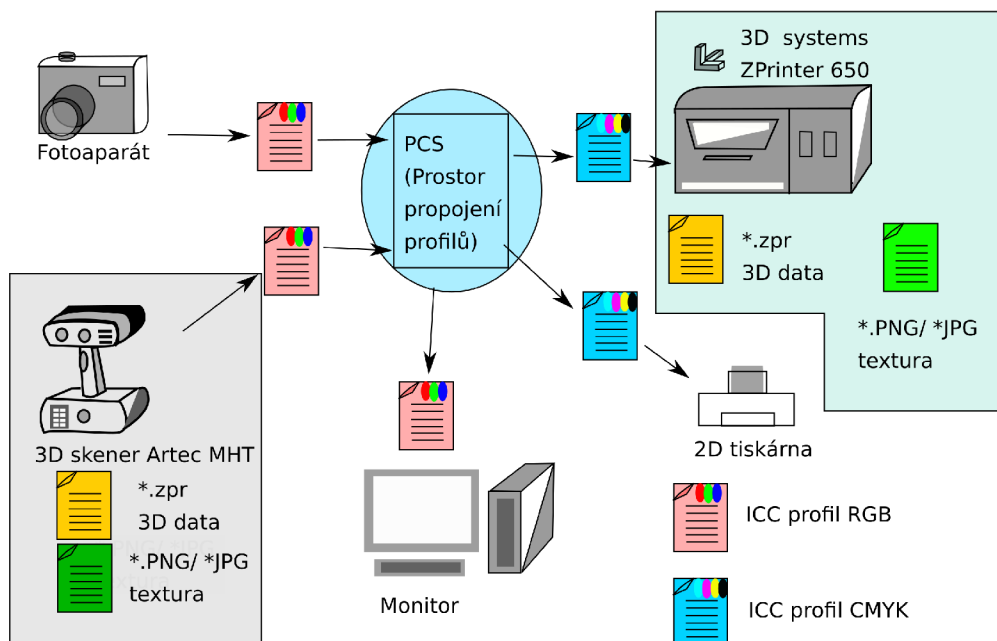 3D systems
ZPrinter 650
Fotoaparát
PCS
(Prostor
propojení
profilů)
*.zpr
3D data
*.PNG/ *JPG
textura
3D skener Artec MHT
*.zpr
3D data
*.PNG/ *JPG
textura
2D tiskárna
Monitor
ICC profil RGB
ICC profil CMYK